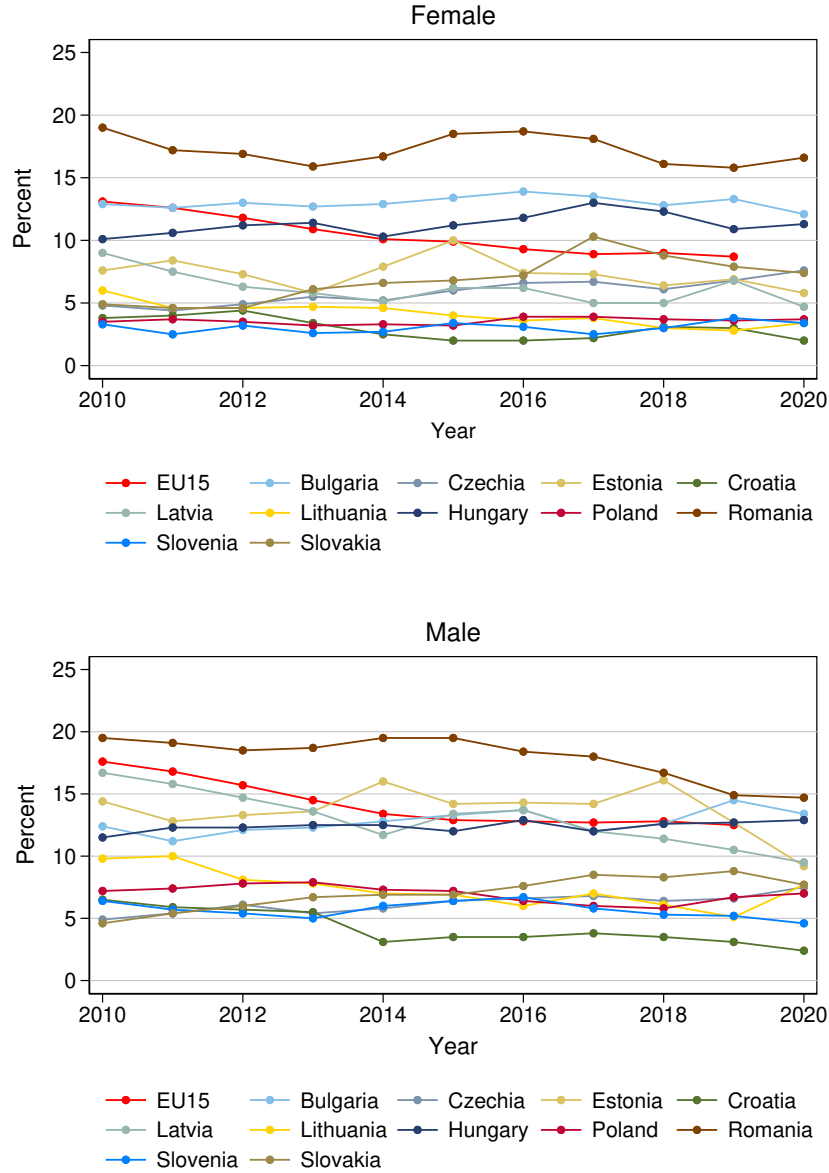 Female
25
20
15
10
5
0
Percent
2010 2012 2014 2016 2018 2020
Year
EU15 Bulgaria Czechia Estonia Croatia
Latvia Lithuania Hungary Poland Romania
Slovenia Slovakia
Male
25
20
15
10
5
0
Percent
2010 2012 2014 2016 2018 2020
Year
EU15 Bulgaria Czechia Estonia Croatia
Latvia Lithuania Hungary Poland Romania
Slovenia Slovakia